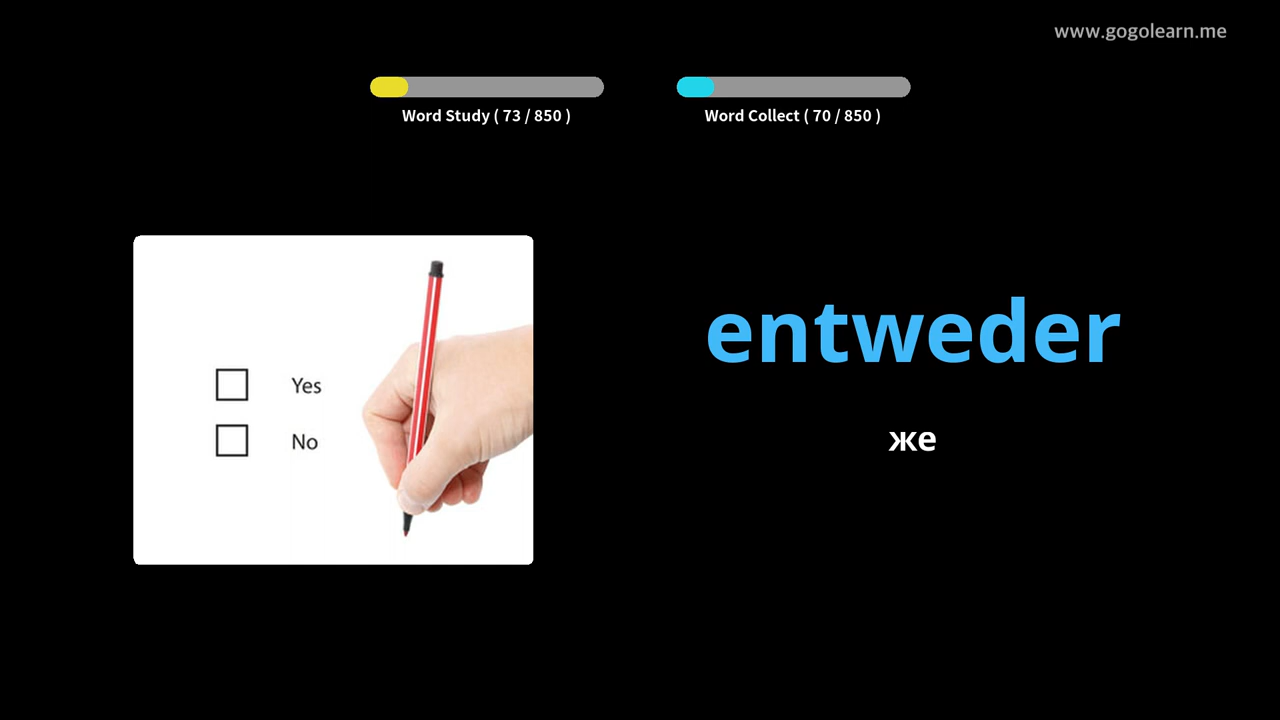 www.gogolearn.me
Word Study ( 73 / 850 )
Word Collect ( 70 / 850 )
Yes
No
entweder
же